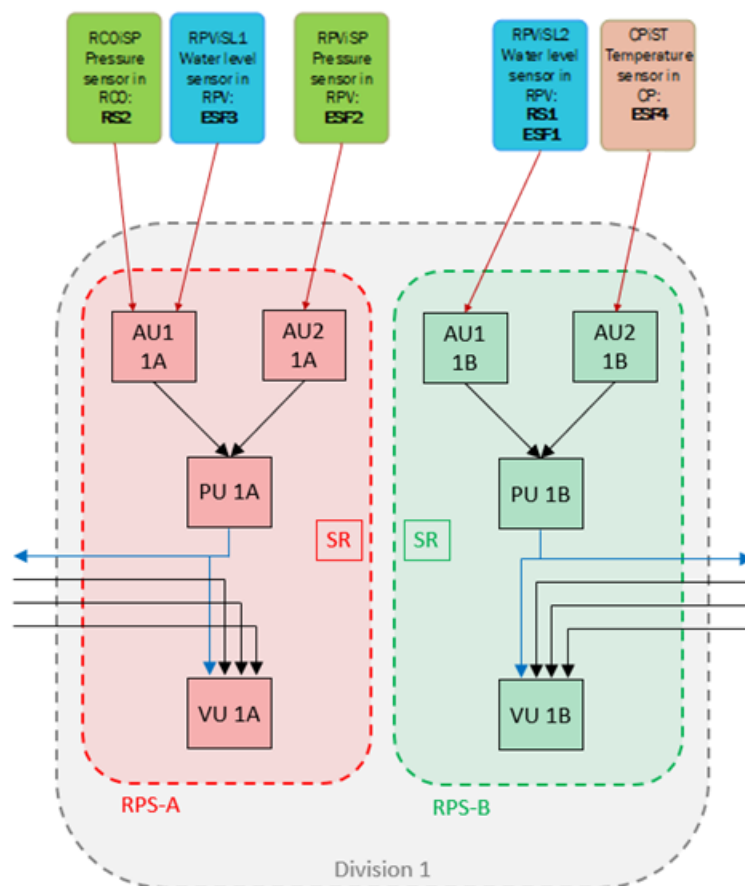 RCOiSP
Pressure
sensor in
RCO:
RS2
RPViSL1
Water level
sensor in
RPV:
ESF3
RPViSP
Pressure
sensor in
RPV:
ESF2
RPViSL2
Water level
sensor in
RPV:
RS1
ESF1
CPiST
Temperature
sensor in
CP:
ESF4
AU1
1A
AU2
1A
AU1
1B
AU2
1B
PU 1A
PU 1B
SR
SR
VU 1A
VU 1B
RPS-A
RPS-B
Division 1